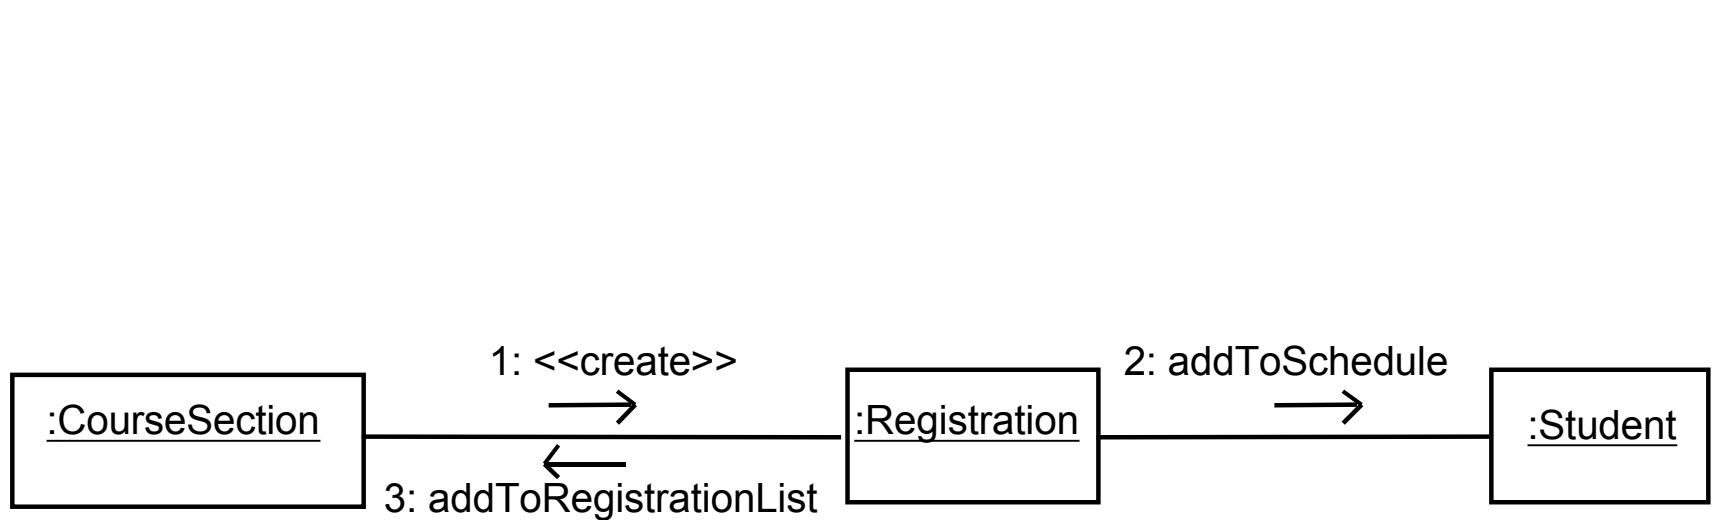 1: <<create>>
2: addToSchedule
:CourseSection
:Registration
:Student
3: addToRegistrationList